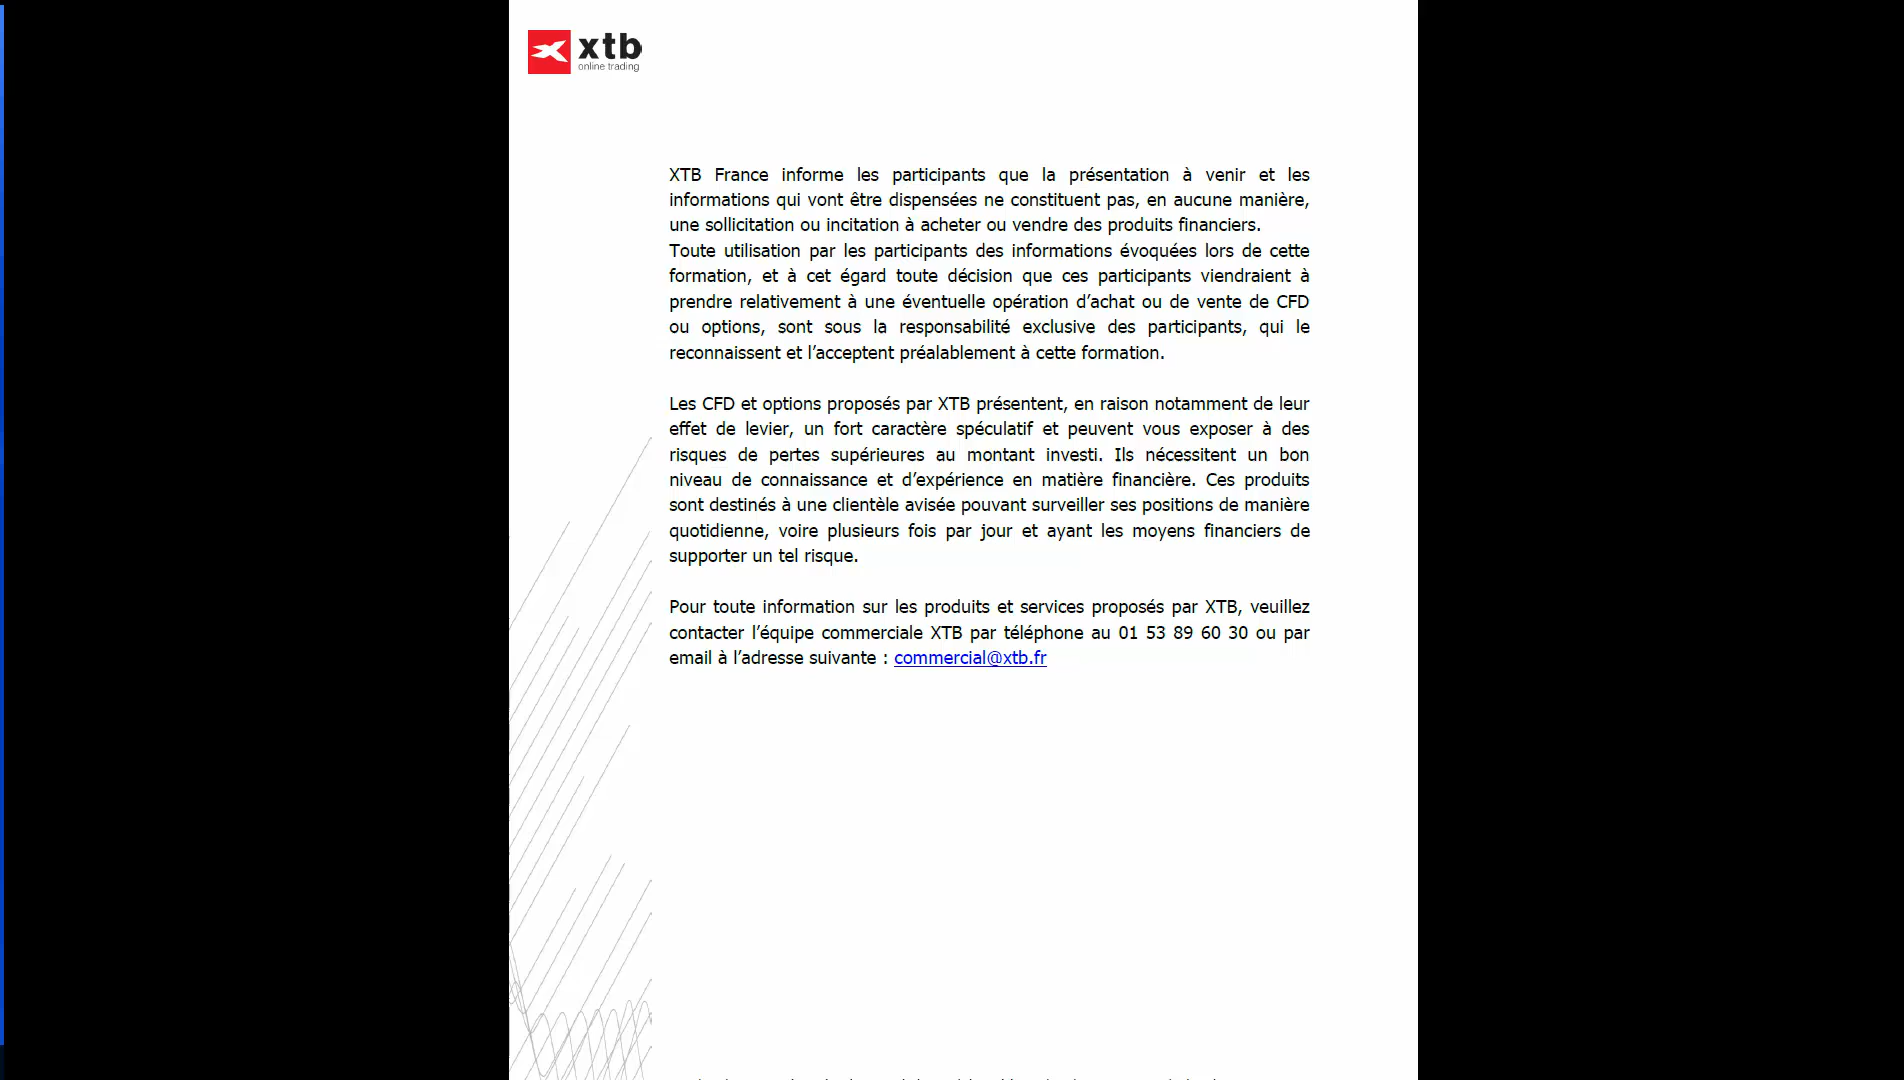 xtb
online trading
XTB France informe les participants que la présentation à venir et les
informations qui vont être dispensées ne constituent pas, en aucune manière,
une sollicitation ou incitation à acheter ou vendre des produits financiers.
Toute utilisation par les participants des informations évoquées lors de cette
formation, et à cet égard toute décision que ces participants viendraient à
prendre relativement à une éventuelle opération d’achat ou de vente de CFD
ou options, sont sous la responsabilité exclusive des participants, qui le
reconnaissent et l’acceptent préalablement à cette formation.
Les CFD et options proposés par XTB présentent, en raison notamment de leur
effet de levier, un fort caractère spéculatif et peuvent vous exposer à des
risques de pertes supérieures au montant investi. Ils nécessitent un bon
niveau de connaissance et d’expérience en matière financière. Ces produits
sont destinés à une clientèle avisée pouvant surveiller ses positions de manière
quotidienne, voire plusieurs fois par jour et ayant les moyens financiers de
supporter un tel risque.
Pour toute information sur les produits et services proposés par XTB, veuillez
contacter l’équipe commerciale XTB par téléphone au 01 53 89 60 30 ou par
email à l’adresse suivante : commercial@xtb.fr